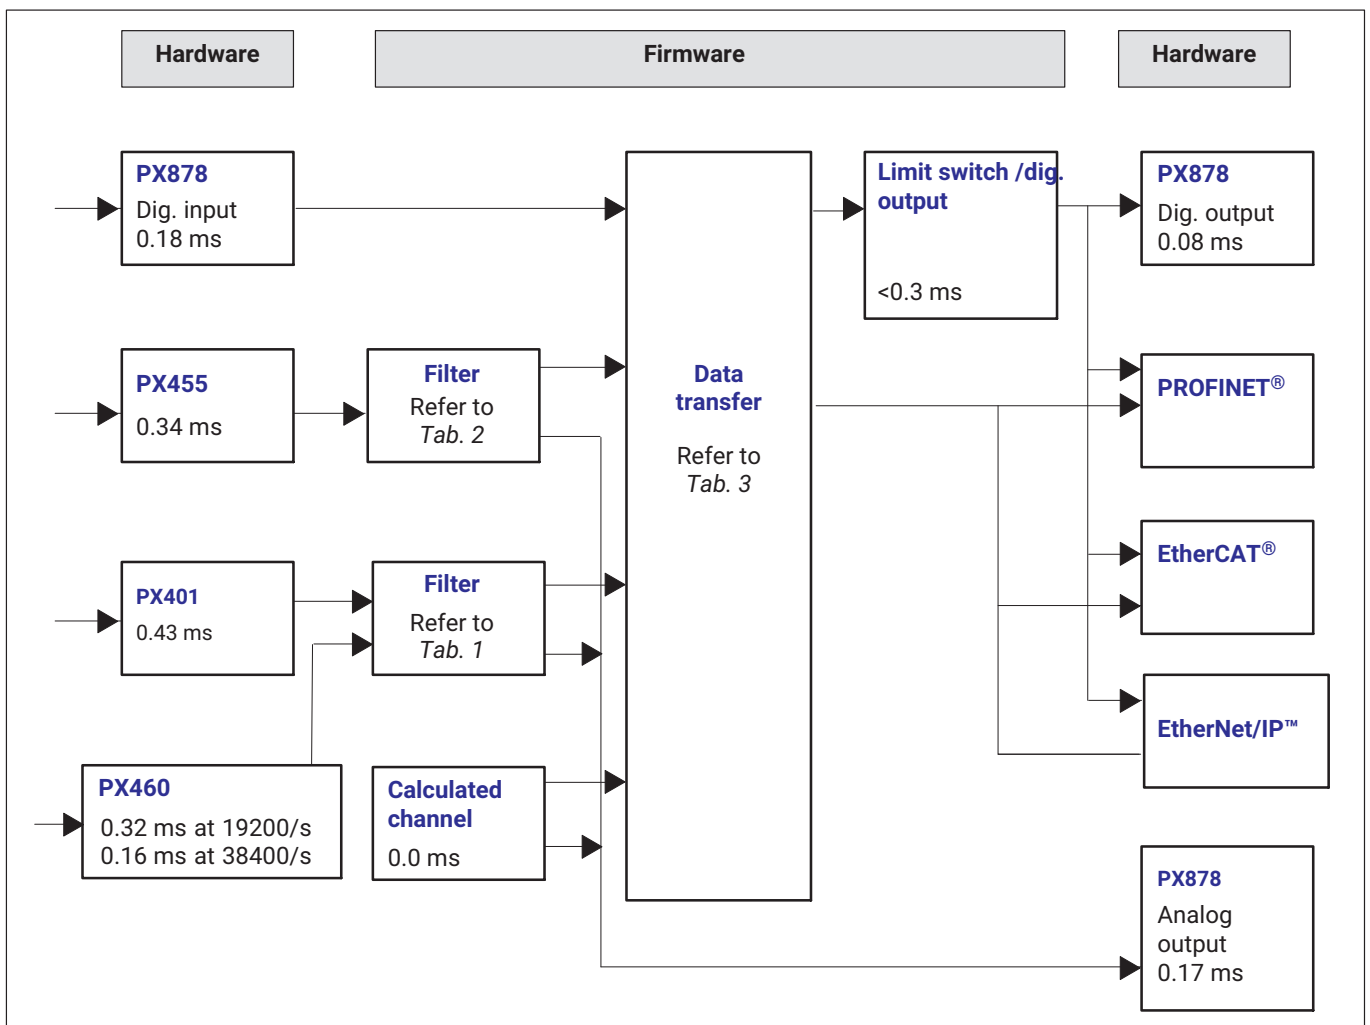 Hardware
Firmware
Hardware
PX878
Dig. input
0.18 ms
Limit switch /dig.
output
<0.3 ms
PX878
Dig. output
0.08 ms
PX455
0.34 ms
Filter
Refer to
Tab. 2
Data
transfer
Refer to
Tab. 3
PROFINET®
PX401
0.43 ms
Filter
Refer to
Tab. 1
EtherCAT®
EtherNet/IP™
PX460
0.32 ms at 19200/s
0.16 ms at 38400/s
Calculated
channel
0.0 ms
PX878
Analog
output
0.17 ms